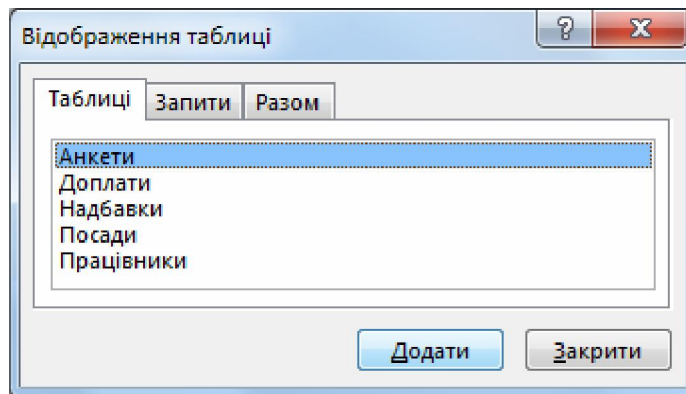 Відображення таблиці
Таблиці Запити Разом
Анкети
Доплати
Надбавки
Посади
Працівники
Додати Закрити